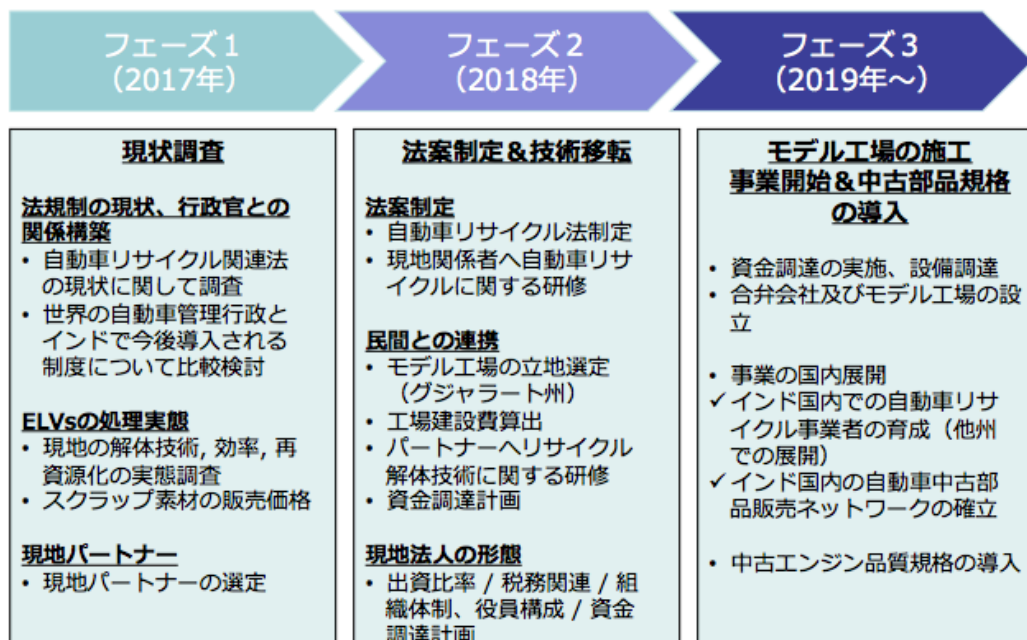 フェーズ1
（2017年）
フェーズ2
（2018年）
フェーズ3
（2019年～）
現状調査
法規制の現状、行政官との
関係構築
• 自動車リサイクル関連法
の現状に関して調査
• 世界の自動車管理行政と
インドで今後導入される
制度について比較検討
ELVsの処理実態
• 現地の解体技術, 効率, 再
資源化の実態調査
• スクラップ素材の販売価格
現地パートナー
• 現地パートナーの選定
法案制定＆技術移転
法案制定
• 自動車リサイクル法制定
• 現地関係者へ自動車リサ
イクルに関する研修
民間との連携
• モデル工場の立地選定
（グジャラート州）
• 工場建設費算出
• パートナーへリサイクル
解体技術に関する研修
• 資金調達計画
現地法人の形態
• 出資比率 / 税務関連 / 組
織体制、役員構成 / 資金
調達計画
モデル工場の施工
事業開始＆中古部品規格
の導入
• 資金調達の実施、設備調達
• 合弁会社及びモデル工場の設
立
• 事業の国内展開
✓ インド国内での自動車リサ
イクル事業者の育成（他州
での展開）
✓ インド国内の自動車中古部
品販売ネットワークの確立
• 中古エンジン品質規格の導入